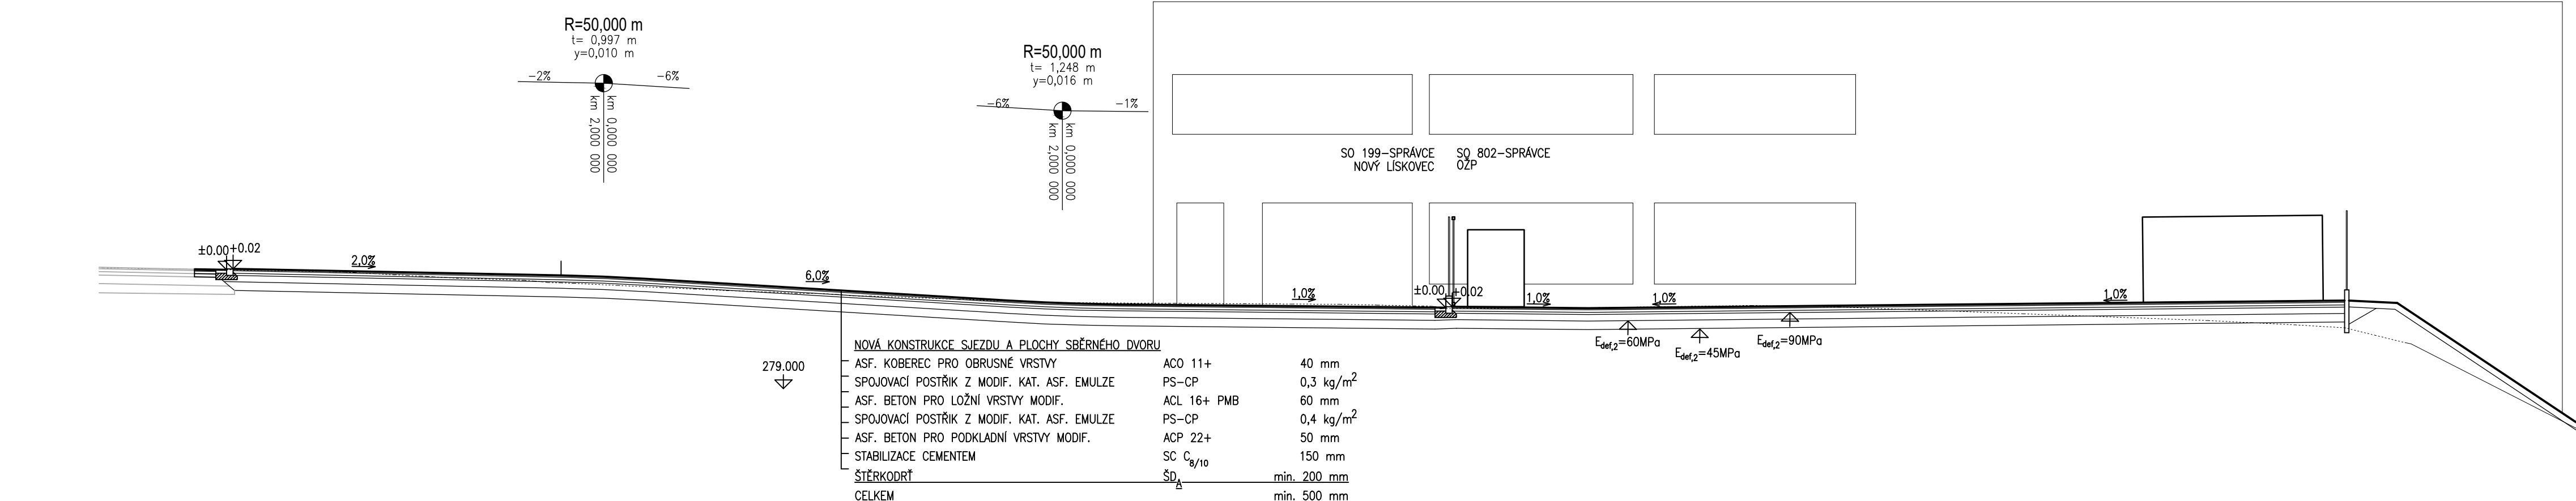 R=50,000 m
t= 0,997 m
y=0,010 m
-2%
-6%
km 2,000 000
km 0,000 000
R=50,000 m
t= 1,248 m
y=0,016 m
-6%
-1%
km 2,000 000
km 0,000 000
SO 199-SPRÁVCE
NOVÝ LÍSKOVEC
SO 802-SPRÁVCE
OŽP
±0.00
+0.02
2,0%
6,0%
1,0%
±0.00
+0.02
1,0%
1,0%
1,0%
Edef,2=60MPa
Edef,2=45MPa
Edef,2=90MPa
279.000
NOVÁ KONSTRUKCE SJEZDU A PLOCHY SBĚRNÉHO DVORU
ASF. KOBEREC PRO OBRUSNÉ VRSTVY ACO 11+ 40 mm
SPOJOVACÍ POSTŘIK Z MODIF. KAT. ASF. EMULZE PS-CP 0,3 kg/m2
ASF. BETON PRO LOŽNÍ VRSTVY MODIF. ACL 16+ PMB 60 mm
SPOJOVACÍ POSTŘIK Z MODIF. KAT. ASF. EMULZE PS-CP 0,4 kg/m2
ASF. BETON PRO PODKLADNÍ VRSTVY MODIF. ACP 22+ 50 mm
STABILIZACE CEMENTEM SC C8/10 150 mm
ŠTĚRKODRŤ ŠDA min. 200 mm
CELKEM min. 500 mm